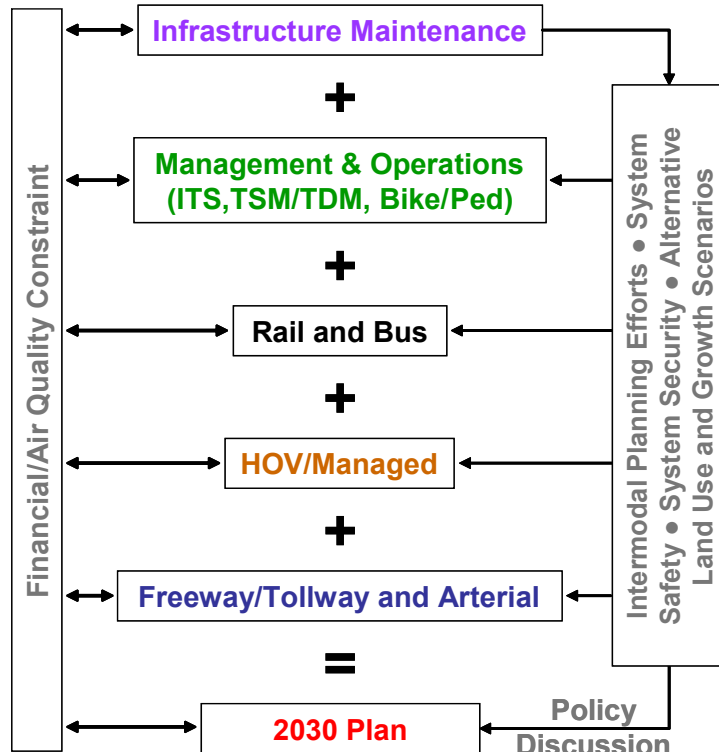 Financial/Air Quality Constraint
Infrastructure Maintenance
+
Management & Operations
(ITS,TSM/TDM, Bike/Ped)
+
Rail and Bus
+
HOV/Managed
+
Freeway/Tollway and Arterial
=
2030 Plan
Intermodal Planning Efforts ● System
Safety ● System Security ● Alternative
Land Use and Growth Scenarios
Policy
Discussion